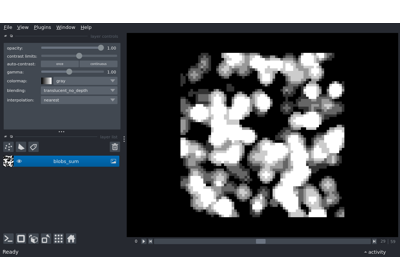 File View Plugins Window Help
opacity: 1.00
contrast limits:
auto-contrast: once continuous
gamma: 1.00
colormap: gray
blending: translucent_no_depth
interpolation: nearest
blobs_sum
Ready
activity